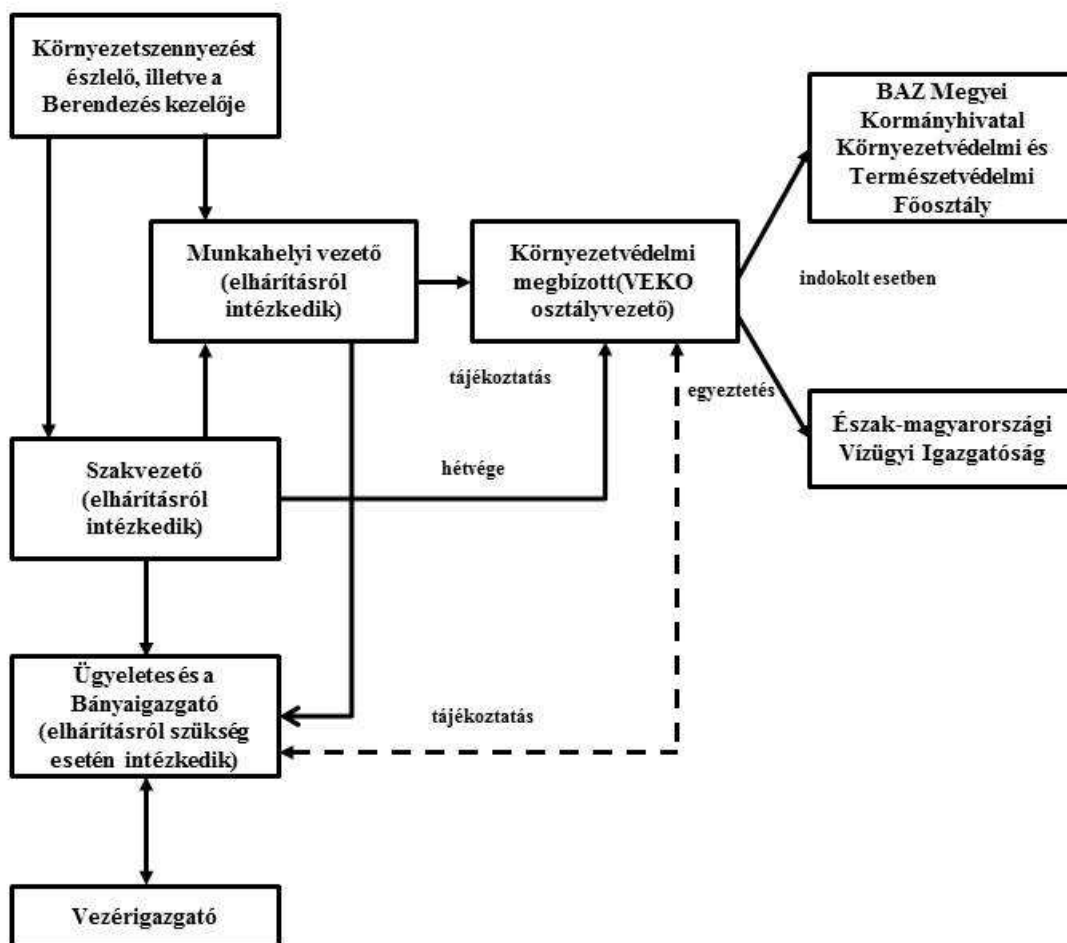 Környezetszennyezést
észlelő, illetve a
Berendezés kezelője
BAZ Megyei
Kormányhivatal
Környezetvédelmi és
Természetvédelmi
Főosztály
Munkahelyi vezető
(elhárításról
intézkedik)
Környezetvédelmi
megbízott(VEKO
osztályvezető)
indokolt esetben
tájékoztatás
egyeztetés
Észak-magyarországi
Vízügyi Igazgatóság
Szakvezető
(elhárításról
intézkedik)
hétvége
Ügyeletes és a
Bányaigazgató
(elhárításról szükség
esetén intézkedik)
tájékoztatás
Vezérigazgató